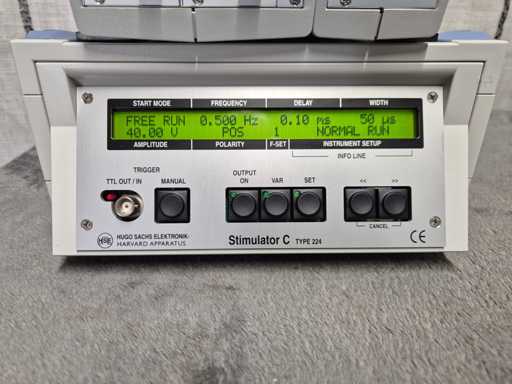 START MODE FREQUENCY DELAY WIDTH
FREE RUN 0.500 Hz 0.10 ms 50 µs
40.00 V POS 1 NORMAL RUN
AMPLITUDE POLARITY F-SET INSTRUMENT SETUP
INFO LINE
TRIGGER
TTL OUT / IN MANUAL
OUTPUT
ON VAR SET << >>
CANCEL
HSE HUGO SACHS ELEKTRONIK-
HARVARD APPARATUS
Stimulator C TYPE 224
CE